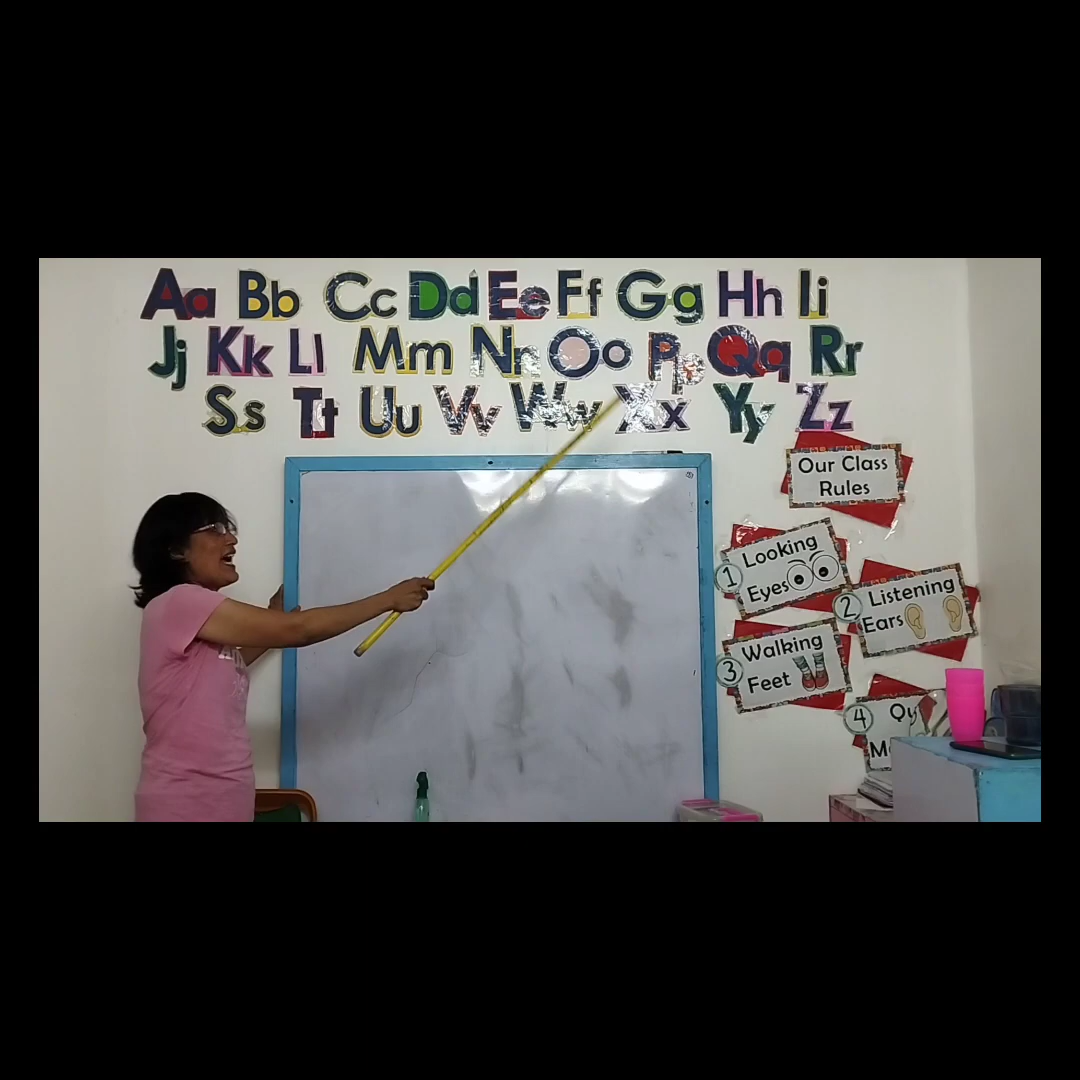 Aa Bb Cc Dd Ee Ff Gg Hh Ii
Jj Kk Ll Mm Nn Oo Pp Qq Rr
Ss Tt Uu Vv Ww Xx Yy Zz
Our Class
Rules
1 Looking
Eyes
2 Listening
Ears
3 Walking
Feet
4